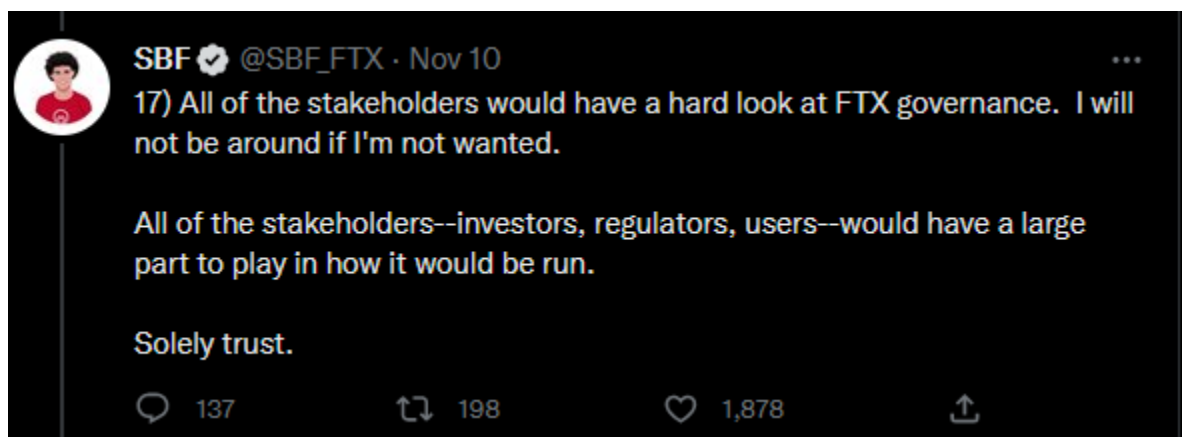 SBF @SBF_FTX · Nov 10
17) All of the stakeholders would have a hard look at FTX governance.  I will
not be around if I'm not wanted.
All of the stakeholders--investors, regulators, users--would have a large
part to play in how it would be run.
Solely trust.
137 198 1,878